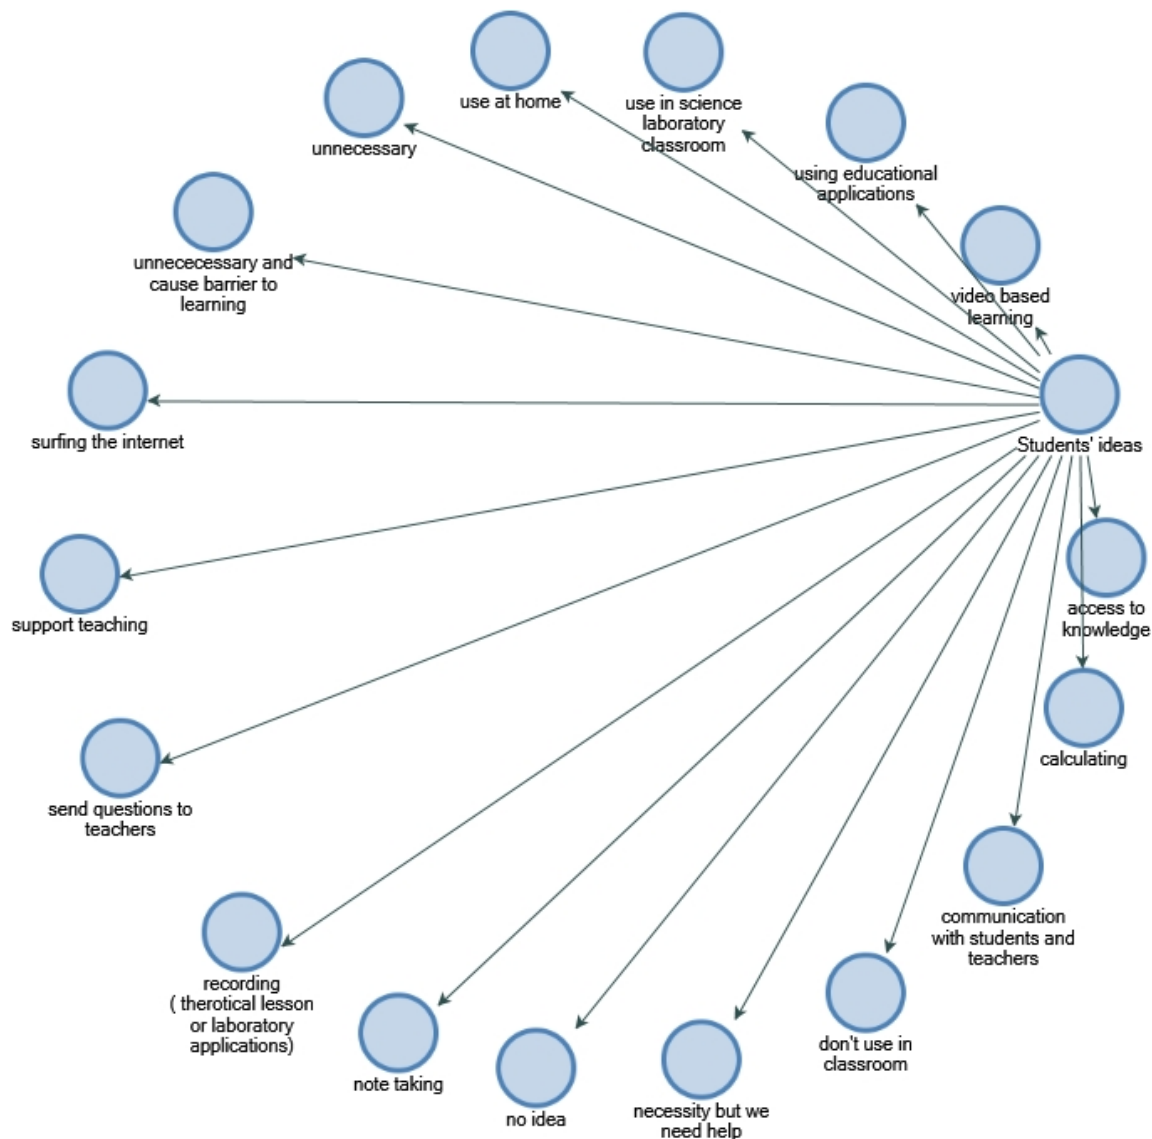 use at home
use in science
laboratory
classroom
unnecessary
using educational
applications
unnececessary and
cause barrier to
learning
video based
learning
surfing the internet
Students' ideas
support teaching
access to
knowledge
calculating
send questions to
teachers
communication
with students and
teachers
recording
( therotical lesson
or laboratory
applications)
don't use in
classroom
note taking
no idea
necessity but we
need help